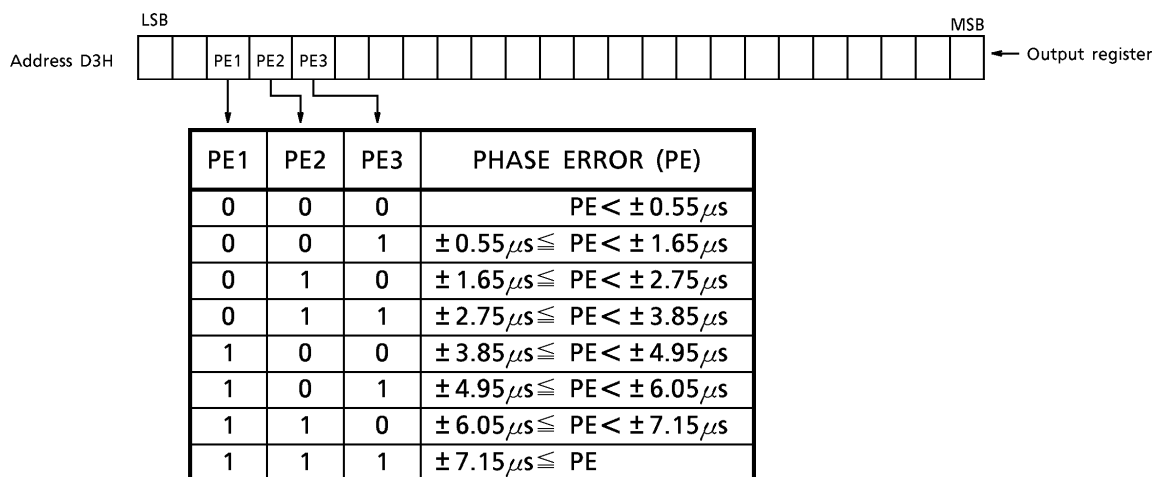 LSB MSB
Address D3H PE1 PE2 PE3 Output register
PE1 PE2 PE3 PHASE ERROR (PE)
0 0 0 PE< ±0.55μs
0 0 1 ±0.55μs≦ PE< ±1.65μs
0 1 0 ±1.65μs≦ PE< ±2.75μs
0 1 1 ±2.75μs≦ PE< ±3.85μs
1 0 0 ±3.85μs≦ PE< ±4.95μs
1 0 1 ±4.95μs≦ PE< ±6.05μs
1 1 0 ±6.05μs≦ PE< ±7.15μs
1 1 1 ±7.15μs≦ PE